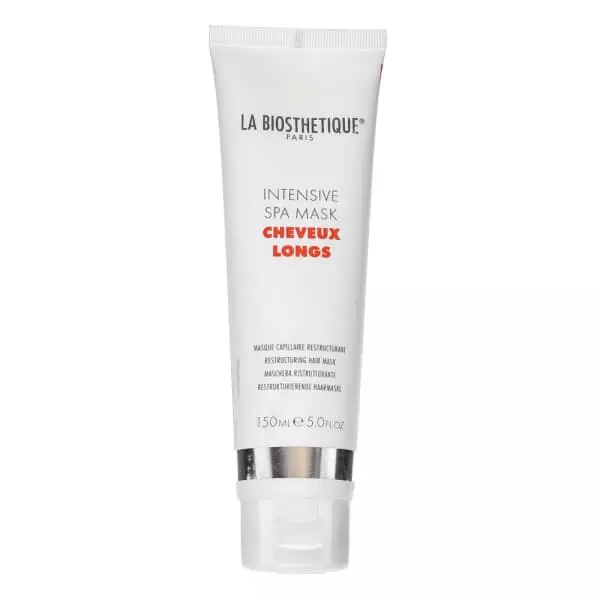 LA BIOSTHETIQUE®
PARIS
INTENSIVE
SPA MASK
CHEVEUX
LONGS
MASQUE CAPILLAIRE RESTRUCTURANT
RESTRUCTURING HAIR MASK
MASCHERA RISTRUTTURANTE
RESTRUKTURIERENDE HAARMASKE
150ML ℮ 5.0FL.OZ